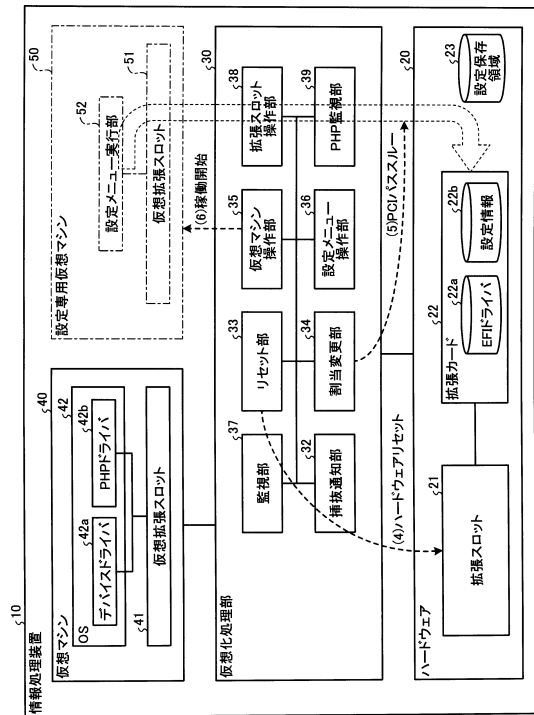 10
情報処理装置
40
仮想マシン
42
OS
42a
デバイスドライバ
42b
PHPドライバ
41
仮想拡張スロット
50
設定専用仮想マシン
52
設定メニュー実行部
51
仮想拡張スロット
(6)稼働開始
30
仮想化処理部
37
監視部
33
リセット部
35
仮想マシン
操作部
38
拡張スロット
操作部
32
挿抜通知部
34
割当変更部
36
設定メニュー
操作部
39
PHP監視部
(4)ハードウェアリセット
(5)PCIパススルー
20
ハードウェア
21
拡張スロット
22
拡張カード
22a
EFIドライバ
22b
設定情報
23
設定保存
領域